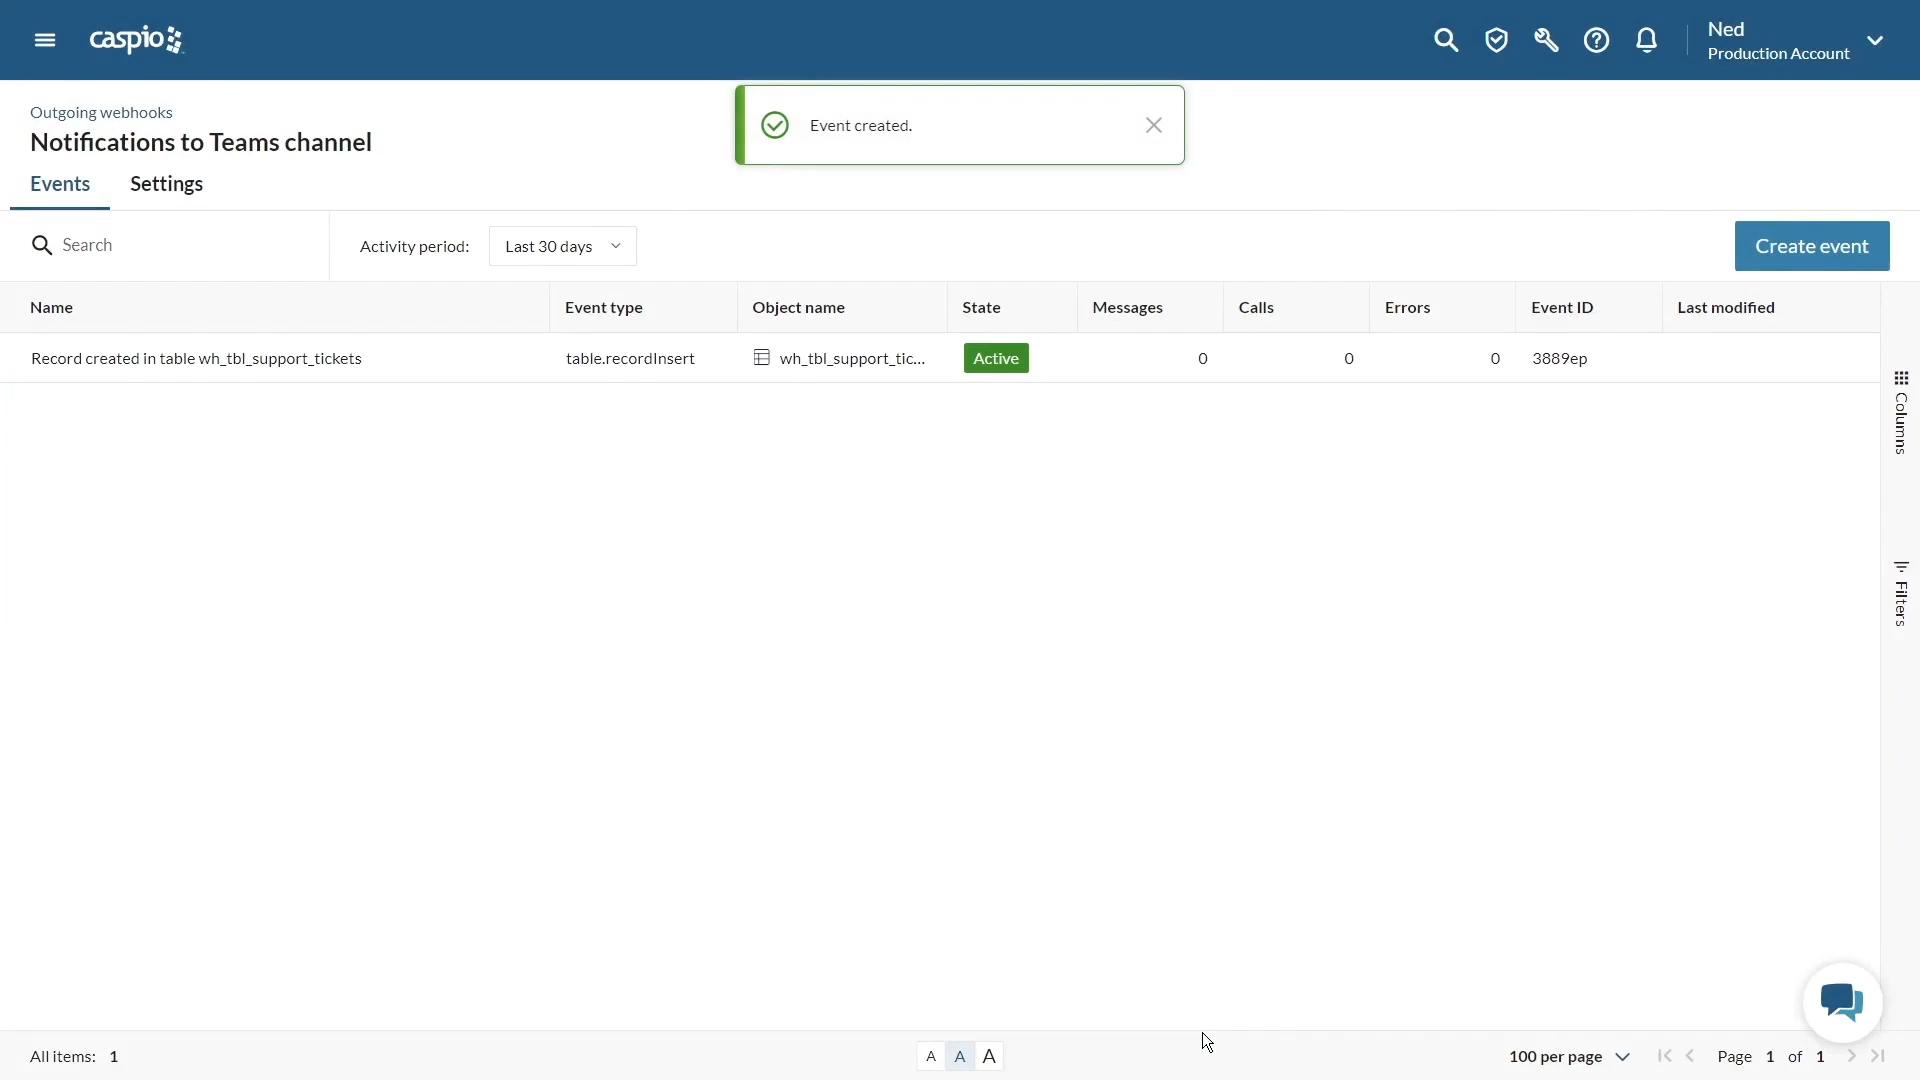 caspio
Ned
Production Account
Outgoing webhooks
Notifications to Teams channel
Event created.
Events
Settings
Search
Activity period:
Last 30 days
Create event
Name
Event type
Object name
State
Messages
Calls
Errors
Event ID
Last modified
Record created in table wh_tbl_support_tickets
table.recordInsert
wh_tbl_support_tic...
Active
0
0
0
3889ep
Columns
Filters
All items: 1
A A A
100 per page
Page 1 of 1